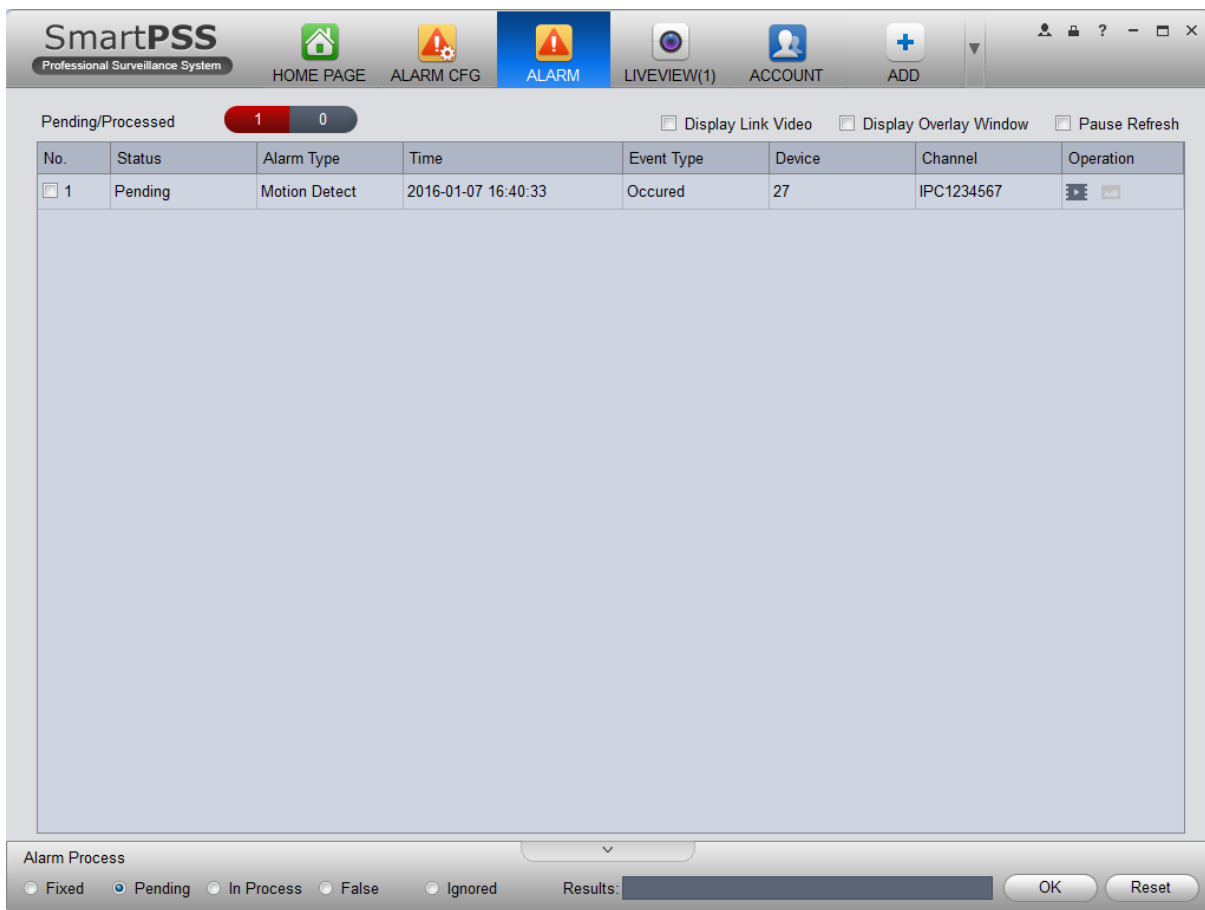 SmartPSS
Professional Surveillance System
HOME PAGE ALARM CFG ALARM LIVEVIEW(1) ACCOUNT ADD ?
Pending/Processed 1 0 Display Link Video Display Overlay Window Pause Refresh
No. Status Alarm Type Time Event Type Device Channel Operation
1 Pending Motion Detect 2016-01-07 16:40:33 Occured 27 IPC1234567
Alarm Process
Fixed Pending In Process False Ignored Results: OK Reset